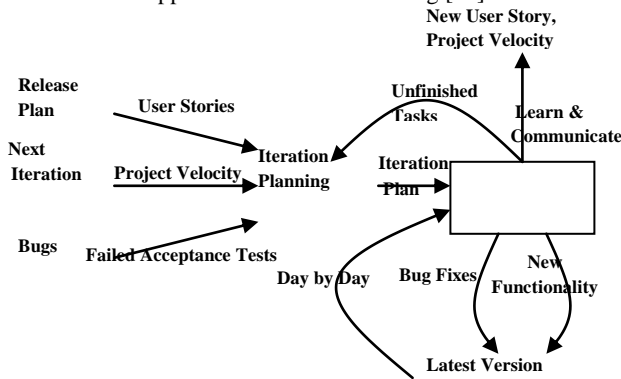 New User Story,
Project Velocity
Release
Plan
User Stories
Unfinished
Tasks
Learn &
Communicate
Next
Iteration
Project Velocity
Iteration
Planning
Iteration
Plan
Bugs
Failed Acceptance Tests
Day by Day
Bug Fixes
New
Functionality
Latest Version